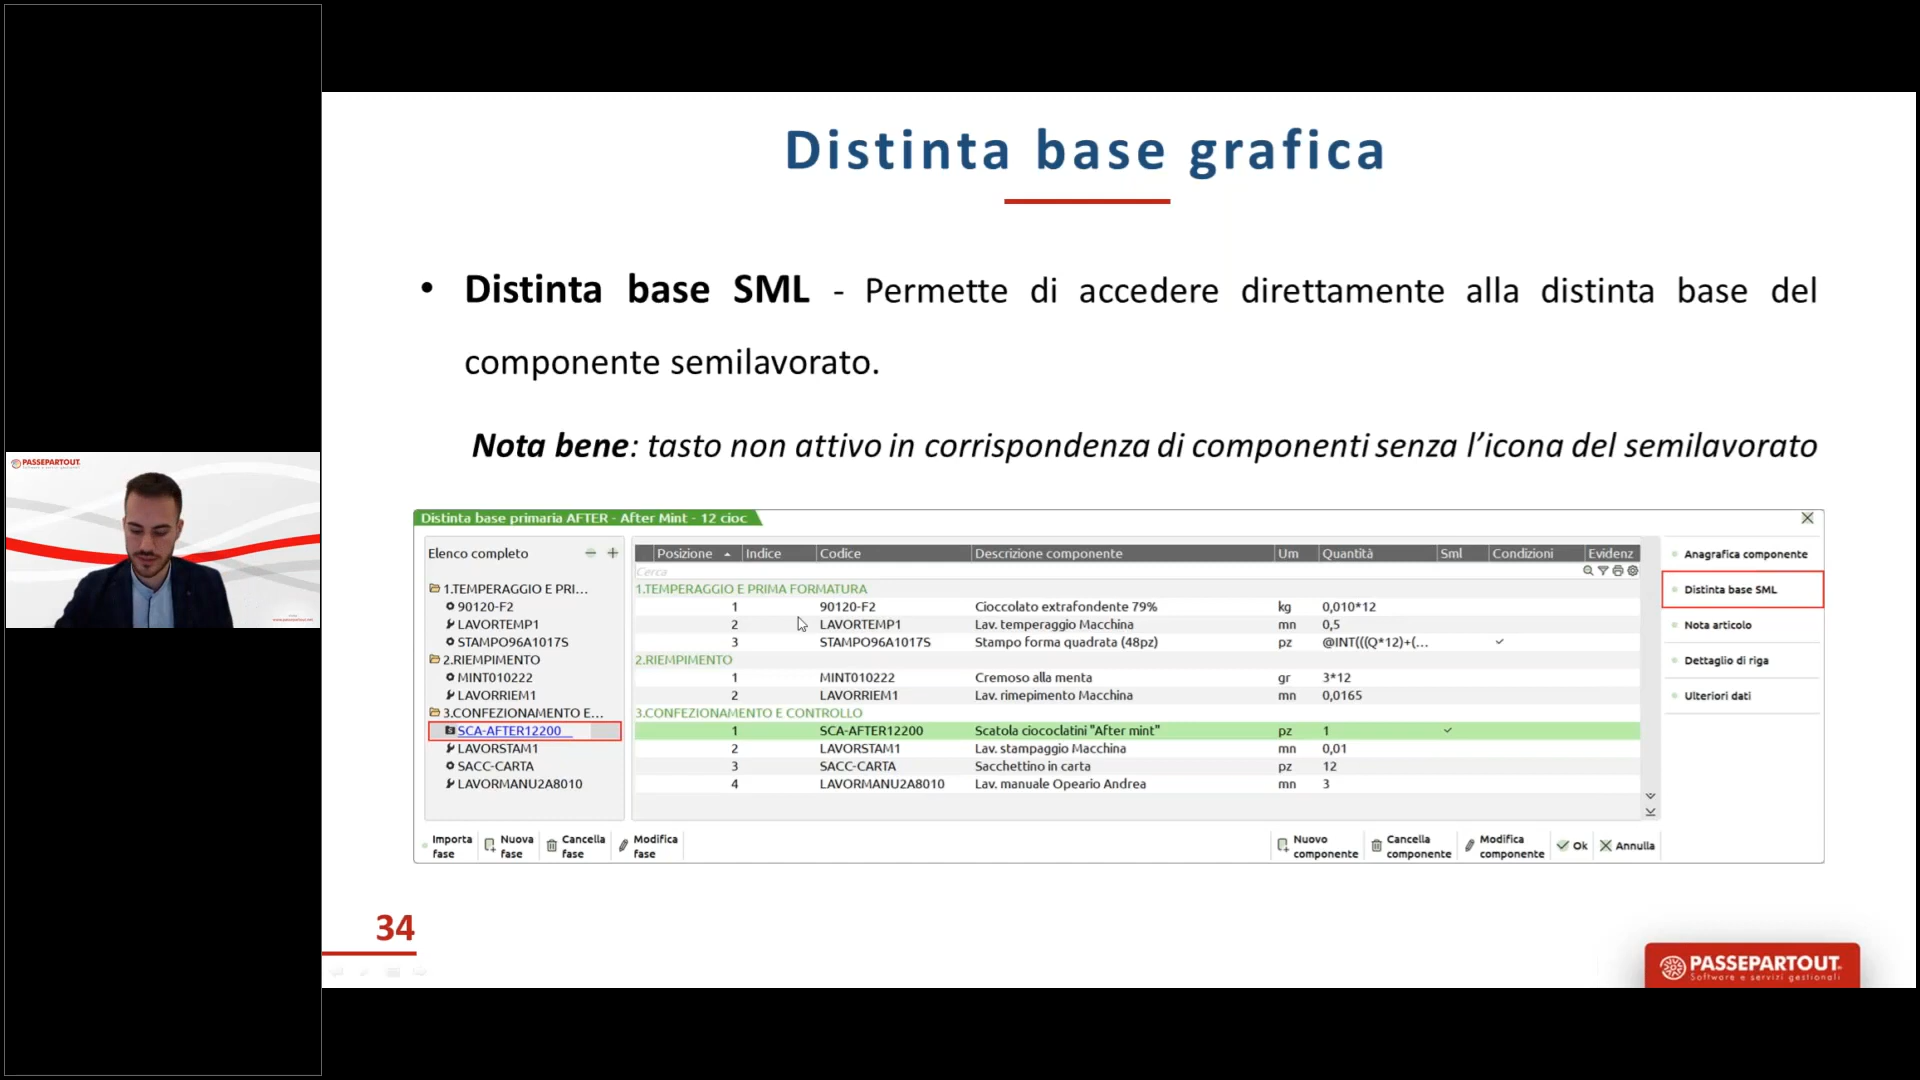 PASSEPARTOUT
Distinta base grafica
• Distinta base SML - Permette di accedere direttamente alla distinta base del
componente semilavorato.
Nota bene: tasto non attivo in corrispondenza di componenti senza l'icona del semilavorato
Distinta base primaria AFTER - After Mint - 12 cioc
Elenco completo
1.TEMPERAGGIO E PRI...
90120-F2
LAVORTEMP1
STAMPO96A1017S
2.RIEMPIMENTO
MINT010222
LAVORRIEM1
3.CONFEZIONAMENTO E...
SCA-AFTER12200
LAVORSTAM1
SACC-CARTA
LAVORMANU2A8010
Posizione Indice Codice Descrizione componente Um Quantità Sml Condizioni Evidenz
Cerca
1.TEMPERAGGIO E PRIMA FORMATURA
1 90120-F2 Cioccolato extrafondente 79% kg 0,010*12
2 LAVORTEMP1 Lav. temperaggio Macchina mn 0,5
3 STAMPO96A1017S Stampo forma quadrata (48pz) pz @INT(((Q*12)+(...
2.RIEMPIMENTO
1 MINT010222 Cremoso alla menta gr 3*12
2 LAVORRIEM1 Lav. rimepimento Macchina mn 0,0165
3.CONFEZIONAMENTO E CONTROLLO
1 SCA-AFTER12200 Scatola ciococlatini "After mint" pz 1
2 LAVORSTAM1 Lav. stampaggio Macchina mn 0,01
3 SACC-CARTA Sacchettino in carta pz 12
4 LAVORMANU2A8010 Lav. manuale Opeario Andrea mn 3
Anagrafica componente
Distinta base SML
Nota articolo
Dettaglio di riga
Ulteriori dati
Importa fase
Nuova fase
Cancella fase
Modifica fase
Nuovo componente
Cancella componente
Modifica componente
Ok
Annulla
34
PASSEPARTOUT
Software e servizi gestionali